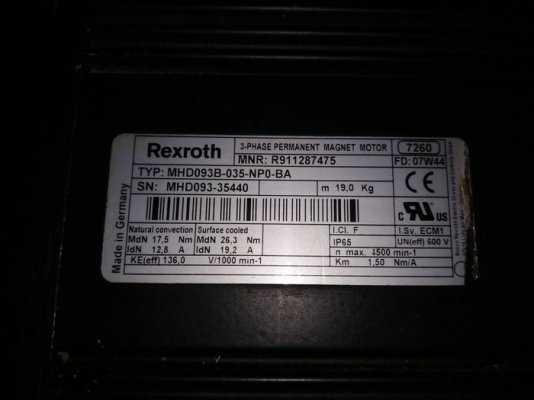 Rexroth
3-PHASE PERMANENT MAGNET MOTOR 7260
MNR: R911287475 FD: 07W44
TYP: MHD093B-035-NP0-BA
SN: MHD093-35440 m 19,0 Kg
CE
c RU us
Natural convection Surface cooled I.Cl. F I.Sy. ECM1
MdN 17,5 Nm MdN 26,3 Nm IP65 UN(eff) 600 V
IdN 12,8 A IdN 19,2 A n max. 4500 min-1
KE(eff) 136,0 V/1000 min-1 Km 1,50 Nm/A
Made in Germany